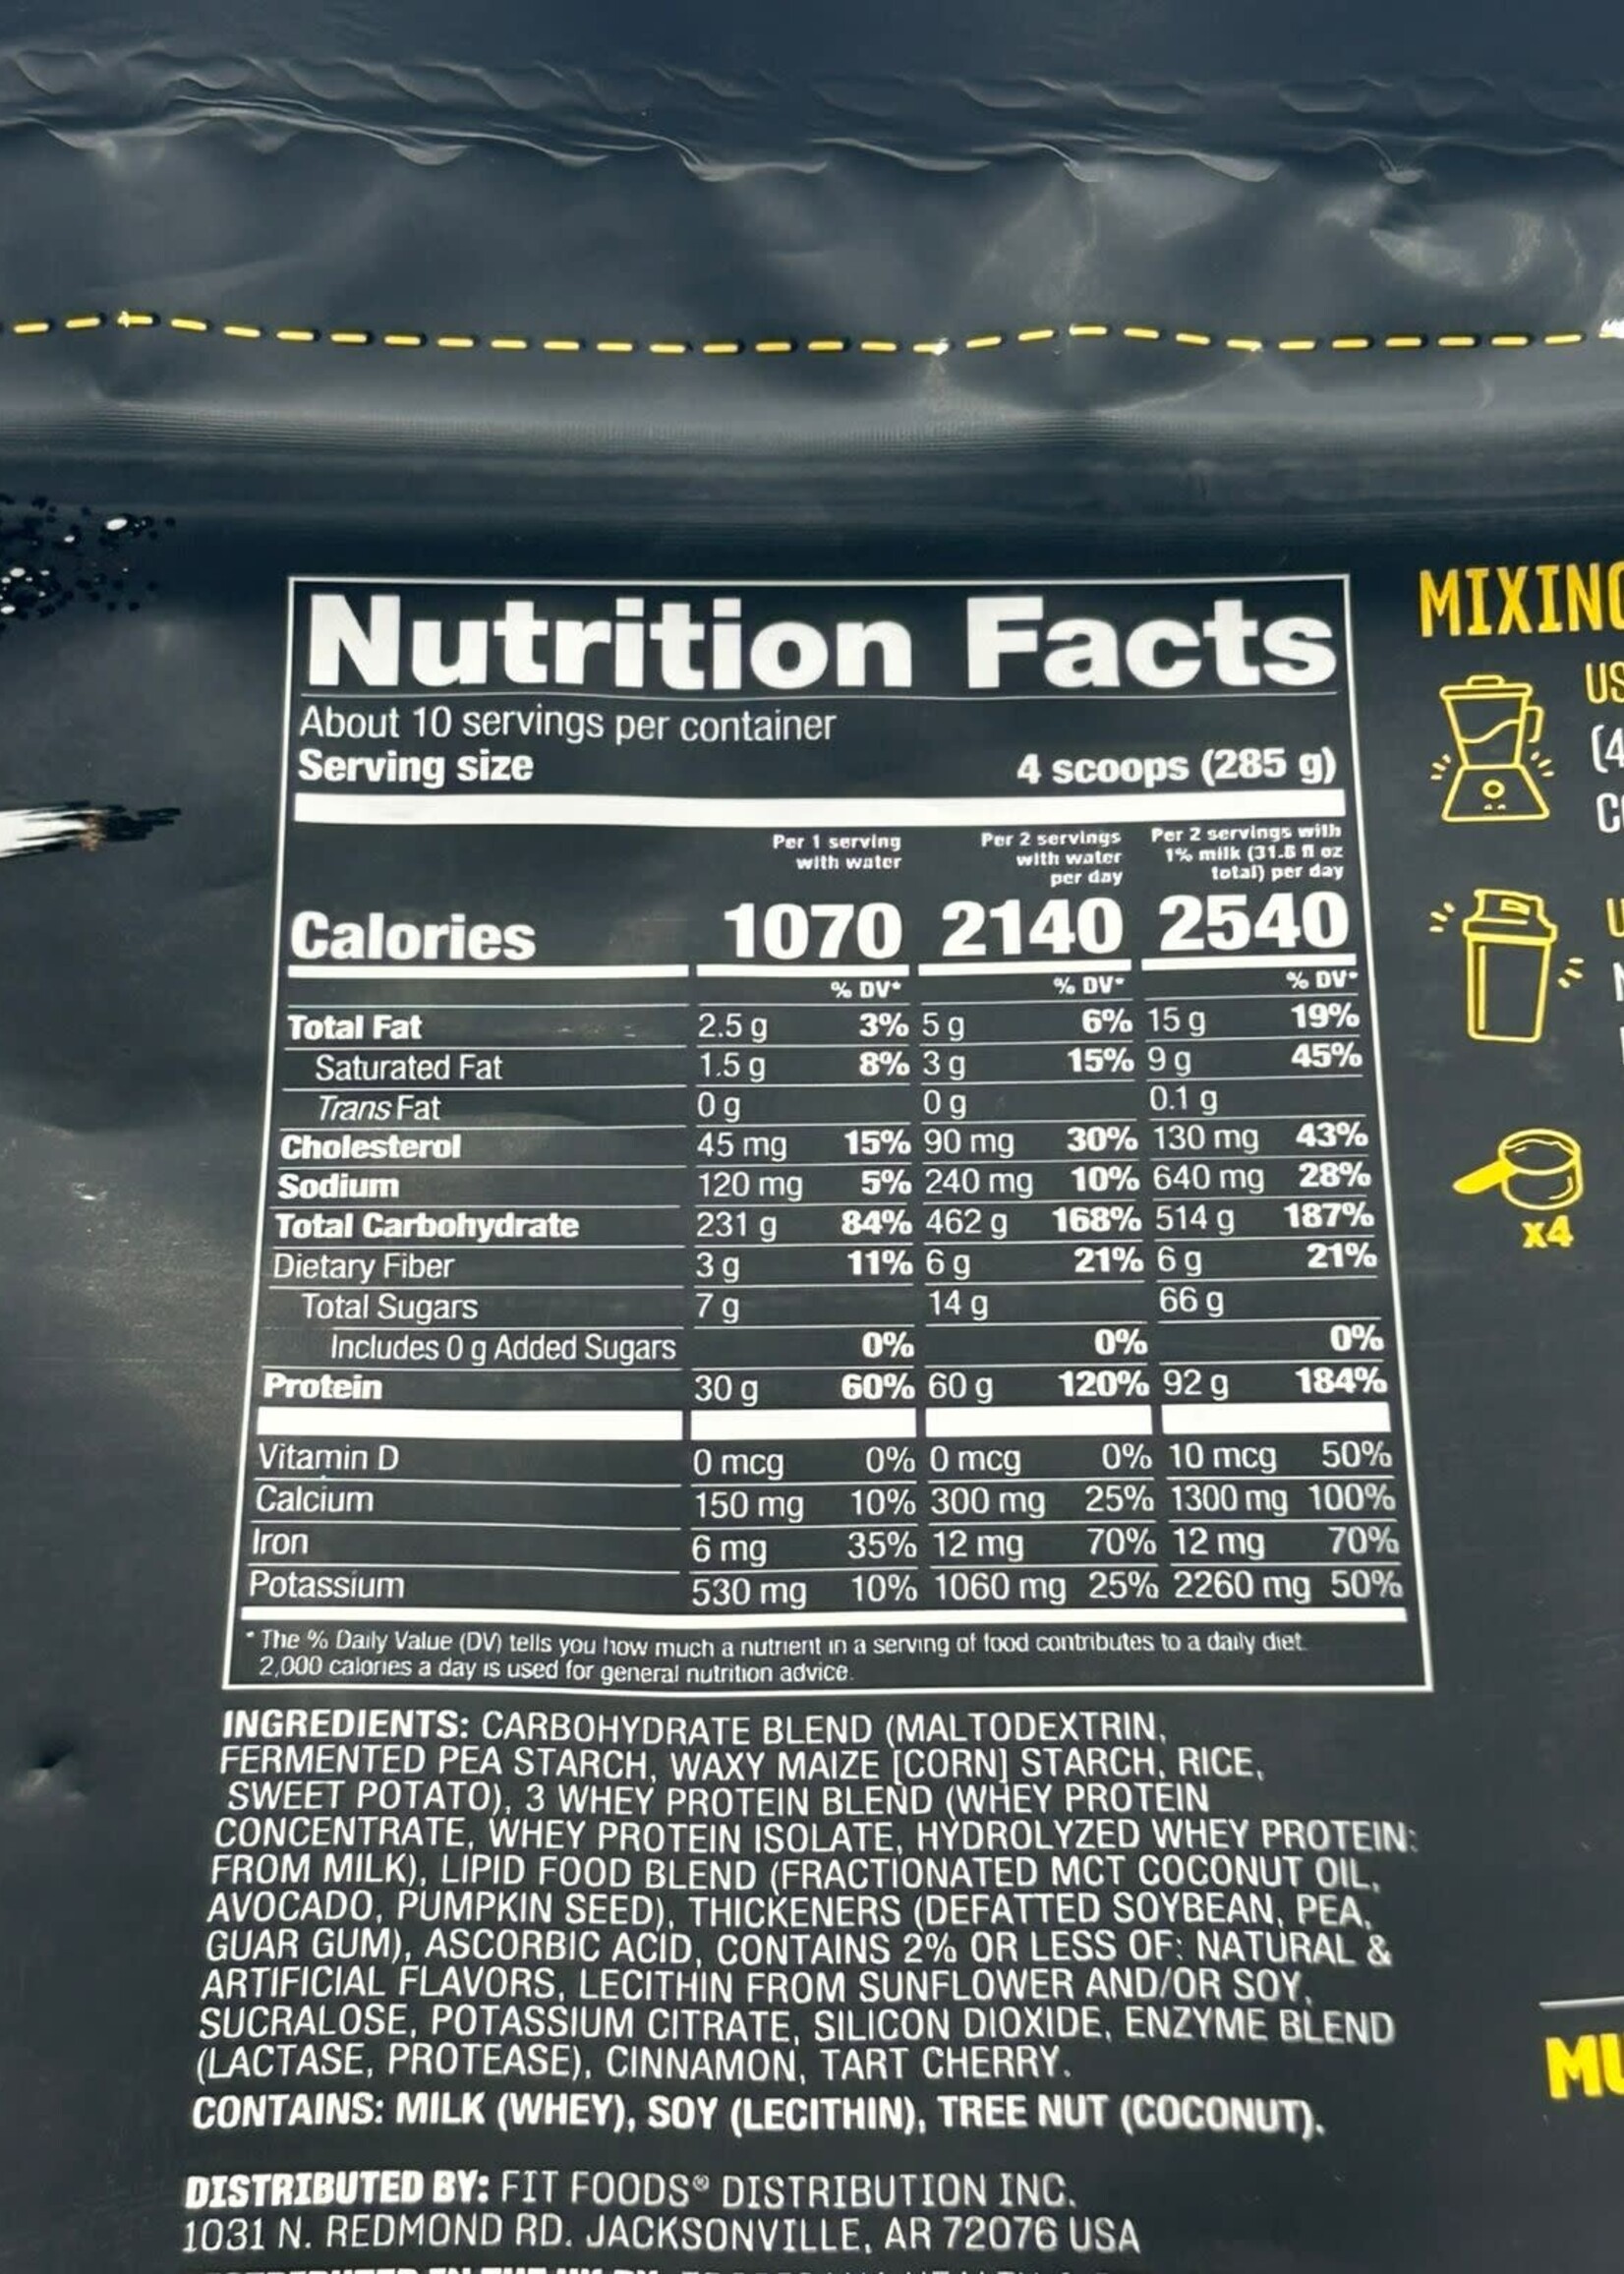 Nutrition Facts
About 10 servings per container
Serving size 4 scoops (285 g)
Per 1 serving with water Per 2 servings with water per day Per 2 servings with 1% milk (31.6 fl oz total) per day
Calories 1070 2140 2540
% DV* % DV* % DV*
Total Fat 2.5 g 3% 5 g 6% 15 g 19%
Saturated Fat 1.5 g 8% 3 g 15% 9 g 45%
Trans Fat 0 g 0 g 0.1 g
Cholesterol 45 mg 15% 90 mg 30% 130 mg 43%
Sodium 120 mg 5% 240 mg 10% 640 mg 28%
Total Carbohydrate 231 g 84% 462 g 168% 514 g 187%
Dietary Fiber 3 g 11% 6 g 21% 6 g 21%
Total Sugars 7 g 14 g 66 g
Includes 0 g Added Sugars 0% 0% 0%
Protein 30 g 60% 60 g 120% 92 g 184%
Vitamin D 0 mcg 0% 0 mcg 0% 10 mcg 50%
Calcium 150 mg 10% 300 mg 25% 1300 mg 100%
Iron 6 mg 35% 12 mg 70% 12 mg 70%
Potassium 530 mg 10% 1060 mg 25% 2260 mg 50%
* The % Daily Value (DV) tells you how much a nutrient in a serving of food contributes to a daily diet.
2,000 calories a day is used for general nutrition advice.
INGREDIENTS: CARBOHYDRATE BLEND (MALTODEXTRIN,
FERMENTED PEA STARCH, WAXY MAIZE [CORN] STARCH, RICE,
SWEET POTATO), 3 WHEY PROTEIN BLEND (WHEY PROTEIN
CONCENTRATE, WHEY PROTEIN ISOLATE, HYDROLYZED WHEY PROTEIN:
FROM MILK), LIPID FOOD BLEND (FRACTIONATED MCT COCONUT OIL,
AVOCADO, PUMPKIN SEED), THICKENERS (DEFATTED SOYBEAN, PEA,
GUAR GUM), ASCORBIC ACID, CONTAINS 2% OR LESS OF: NATURAL &
ARTIFICIAL FLAVORS, LECITHIN FROM SUNFLOWER AND/OR SOY,
SUCRALOSE, POTASSIUM CITRATE, SILICON DIOXIDE, ENZYME BLEND
(LACTASE, PROTEASE), CINNAMON, TART CHERRY.
CONTAINS: MILK (WHEY), SOY (LECITHIN), TREE NUT (COCONUT).
DISTRIBUTED BY: FIT FOODS® DISTRIBUTION INC.
1031 N. REDMOND RD. JACKSONVILLE, AR 72076 USA
MIXING
US
(4
x4
MU